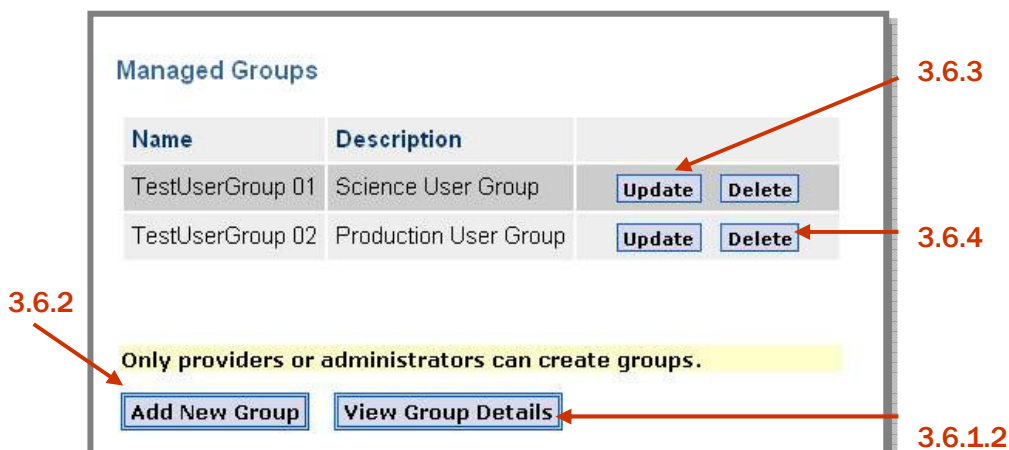 Managed Groups
3.6.3
Name Description
TestUserGroup 01 Science User Group Update Delete
TestUserGroup 02 Production User Group Update Delete
3.6.4
3.6.2
Only providers or administrators can create groups.
Add New Group View Group Details
3.6.1.2